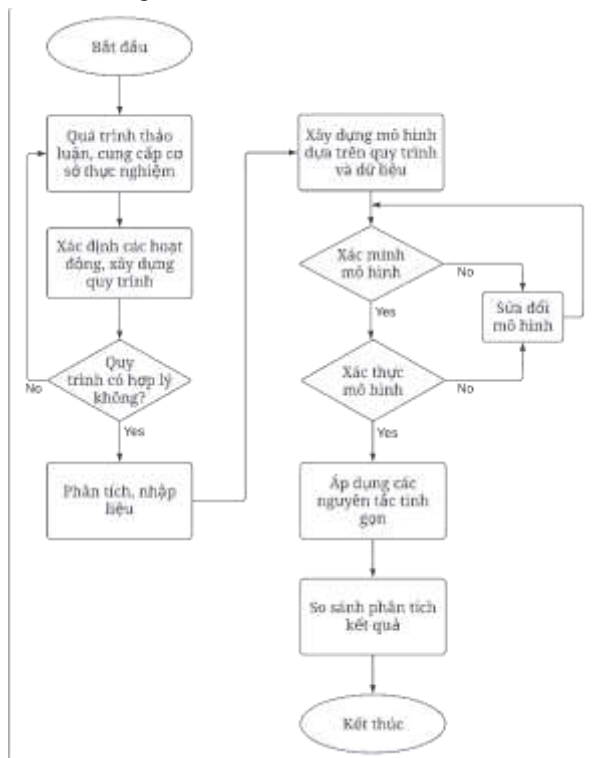 Bắt đầu
Quá trình thảo
luận, cung cấp cơ
sở thực nghiệm
Xác định các hoạt
động, xây dựng
quy trình
Quy
trình có hợp lý
không?
No
Yes
Phân tích, nhập
liệu
Xây dựng mô hình
dựa trên quy trình
và dữ liệu
Xác minh
mô hình
No
Yes
Sửa đổi
mô hình
Xác thực
mô hình
No
Yes
Áp dụng các
nguyên tắc tinh
gọn
So sánh phân tích
kết quả
Kết thúc